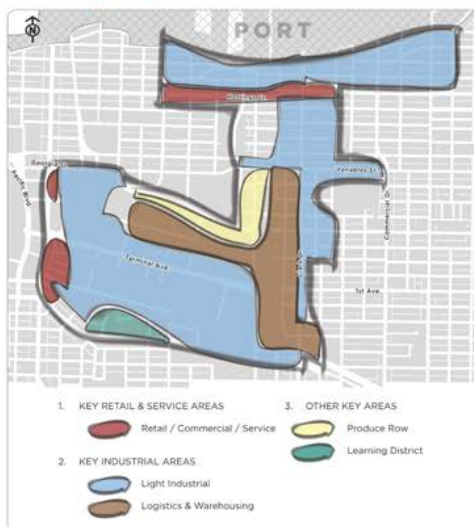 N
PORT
Hastings St.
Georgia St.
Venables St.
Pacific Blvd
Commercial Dr.
Terminal Ave.
1st Ave.
1. KEY RETAIL & SERVICE AREAS
Retail / Commercial / Service
2. KEY INDUSTRIAL AREAS
Light Industrial
Logistics & Warehousing
3. OTHER KEY AREAS
Produce Row
Learning District